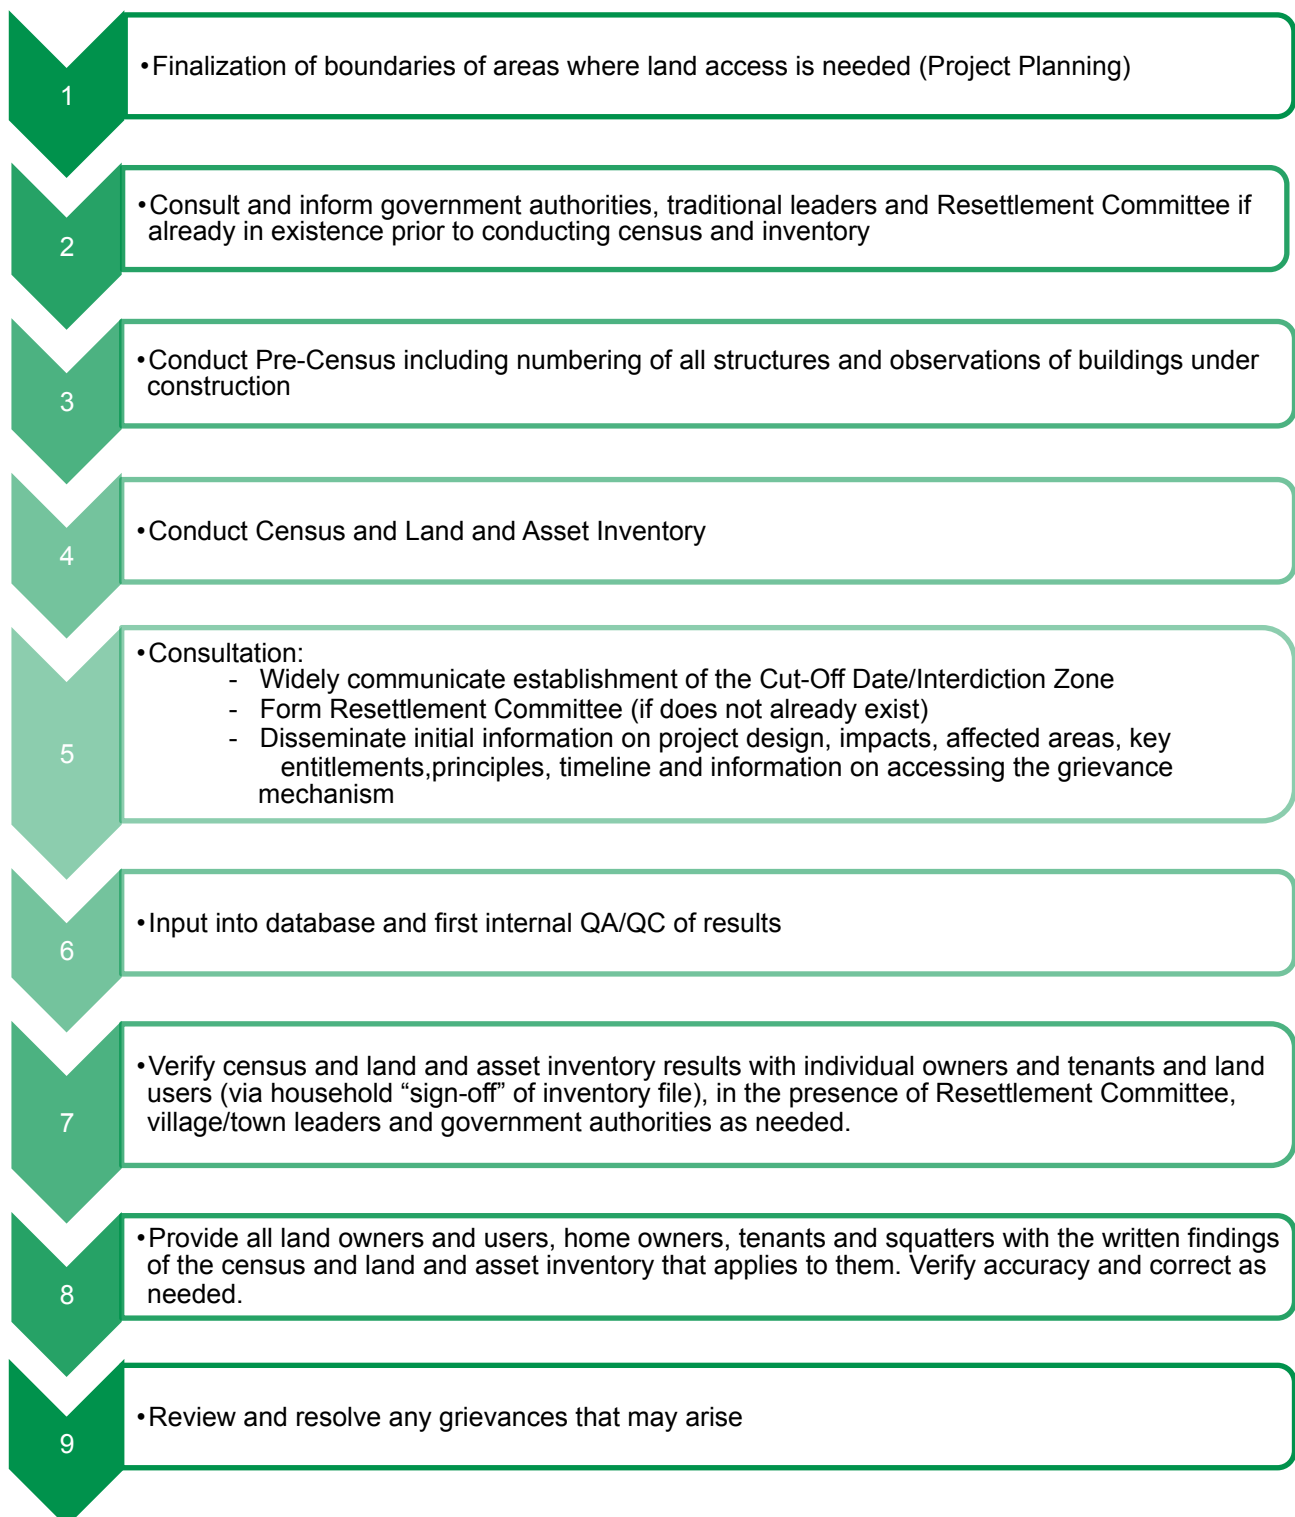 1
•Finalization of boundaries of areas where land access is needed (Project Planning)
2
•Consult and inform government authorities, traditional leaders and Resettlement Committee if
already in existence prior to conducting census and inventory
3
•Conduct Pre-Census including numbering of all structures and observations of buildings under
construction
4
•Conduct Census and Land and Asset Inventory
5
•Consultation:
- Widely communicate establishment of the Cut-Off Date/Interdiction Zone
- Form Resettlement Committee (if does not already exist)
- Disseminate initial information on project design, impacts, affected areas, key
entitlements,principles, timeline and information on accessing the grievance
mechanism
6
•Input into database and first internal QA/QC of results
7
•Verify census and land and asset inventory results with individual owners and tenants and land
users (via household “sign-off” of inventory file), in the presence of Resettlement Committee,
village/town leaders and government authorities as needed.
8
•Provide all land owners and users, home owners, tenants and squatters with the written findings
of the census and land and asset inventory that applies to them. Verify accuracy and correct as
needed.
9
•Review and resolve any grievances that may arise